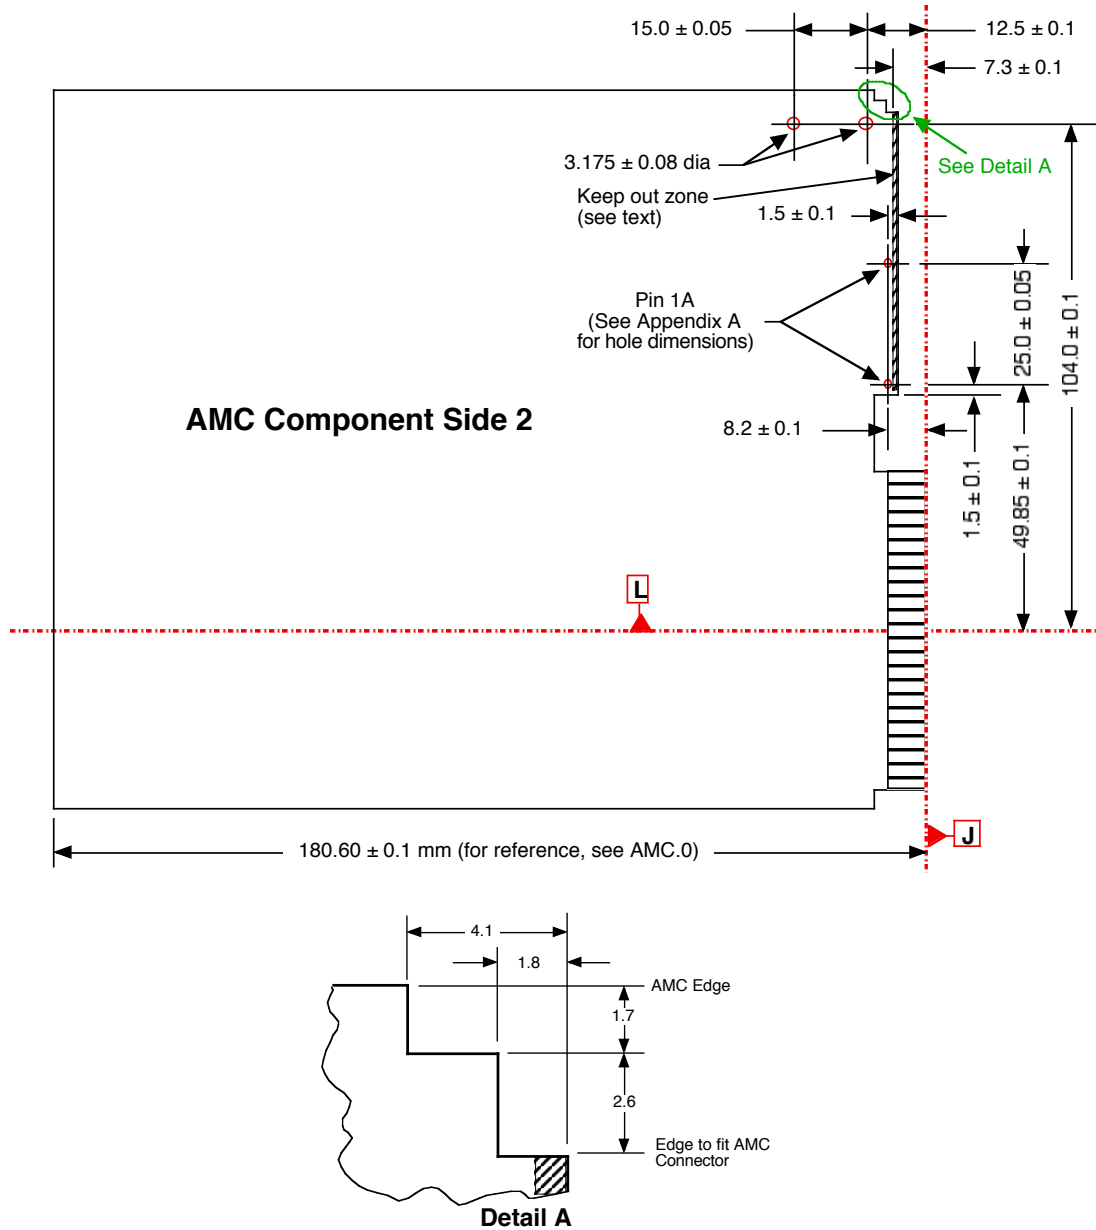 15.0 ± 0.05
12.5 ± 0.1
7.3 ± 0.1
3.175 ± 0.08 dia
See Detail A
Keep out zone
(see text)
1.5 ± 0.1
Pin 1A
(See Appendix A
for hole dimensions)
25.0 ± 0.05
104.0 ± 0.1
AMC Component Side 2
8.2 ± 0.1
1.5 ± 0.1
49.85 ± 0.1
L
J
180.60 ± 0.1 mm (for reference, see AMC.0)
4.1
1.8
AMC Edge
1.7
2.6
Edge to fit AMC
Connector
Detail A